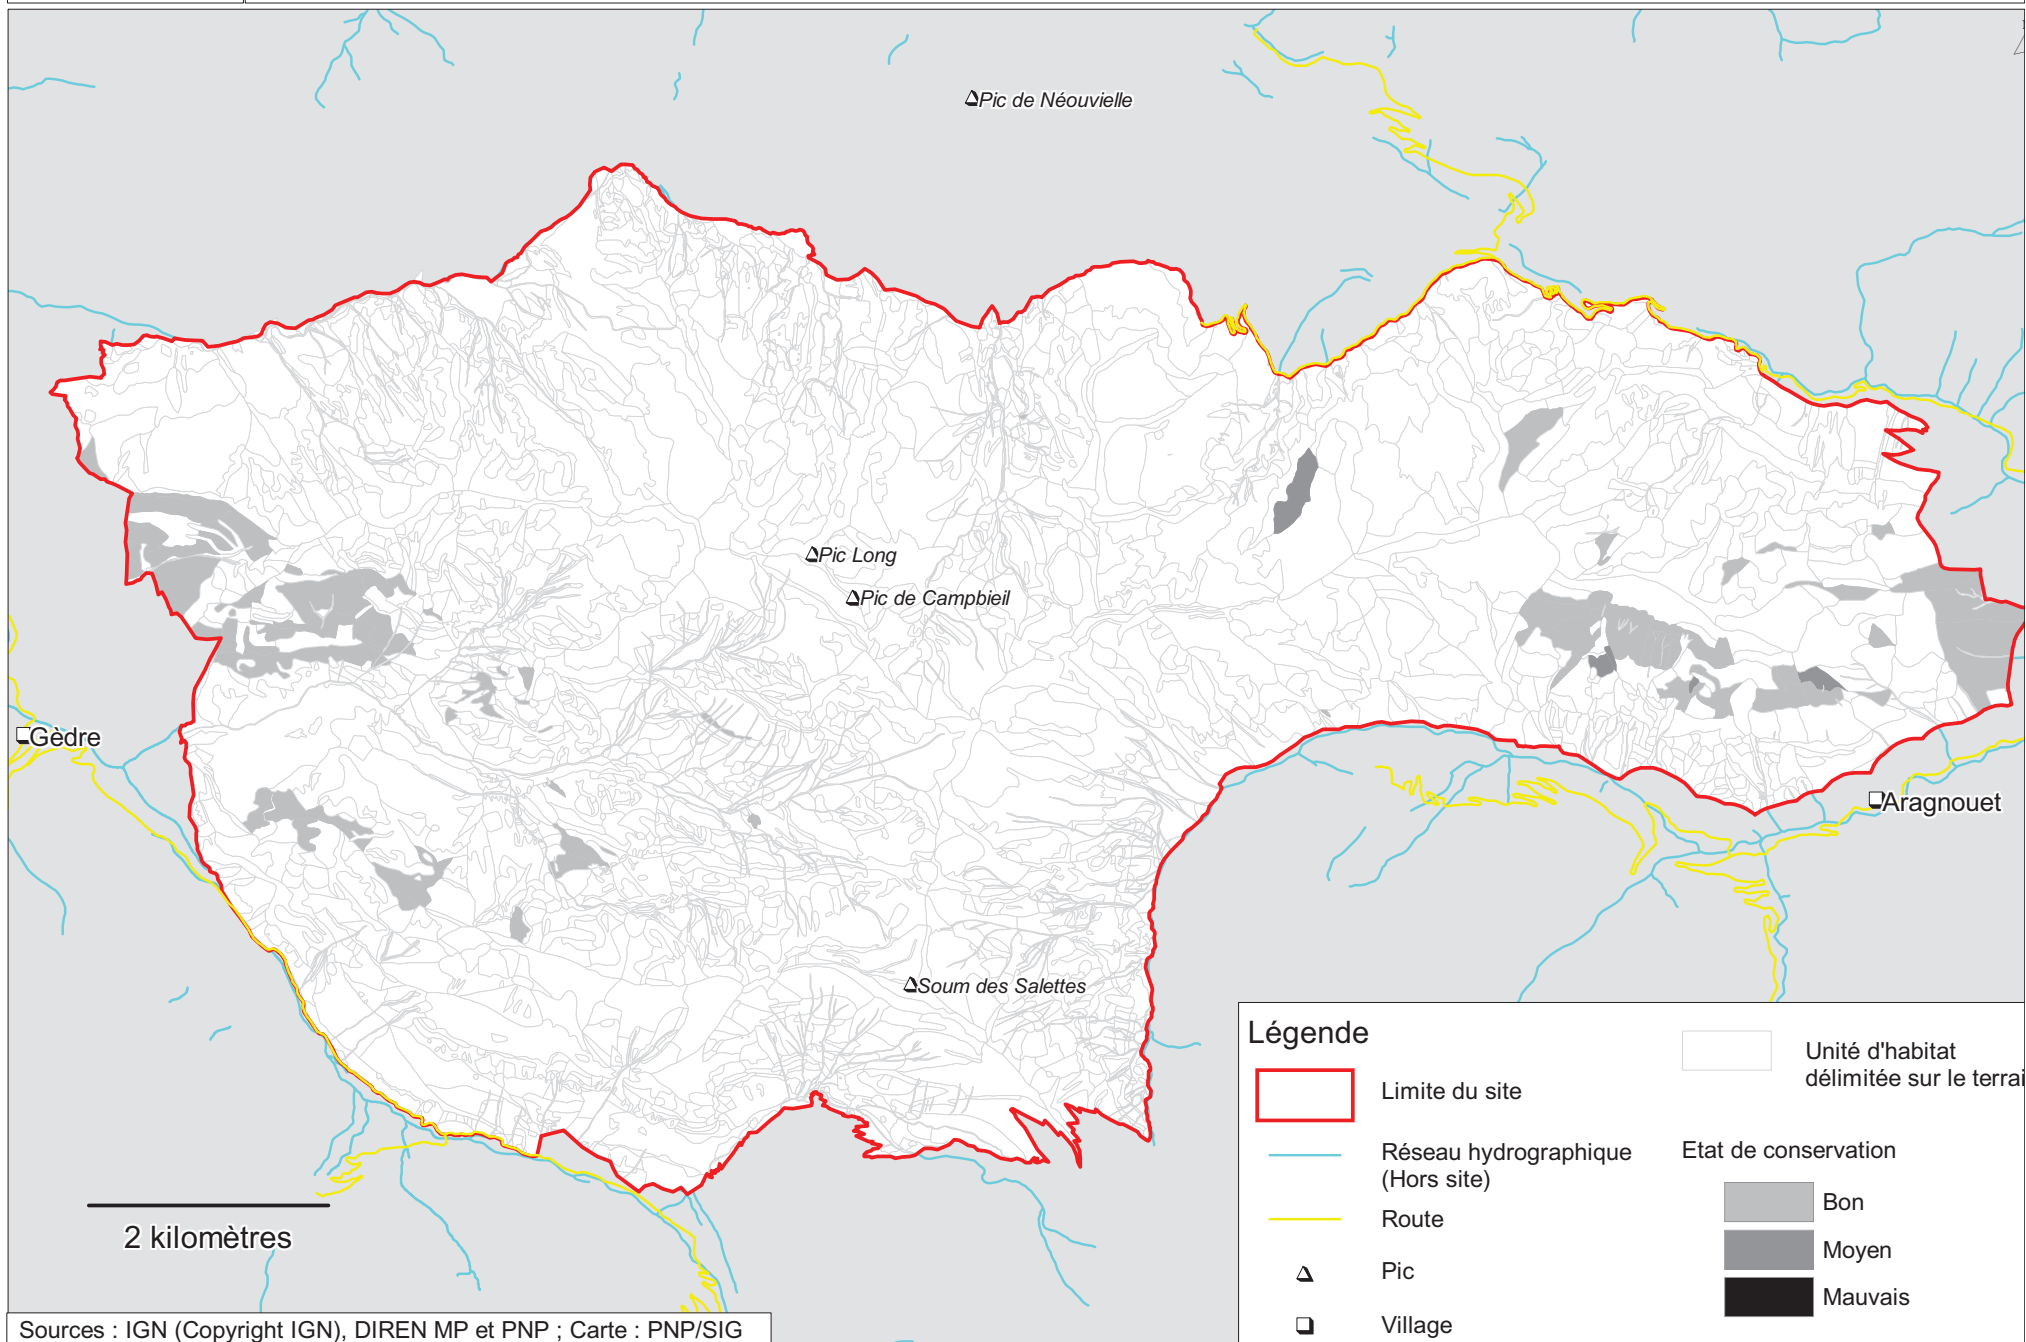 Pic de Néouvielle
Pic Long
Pic de Campbieil
Gèdre
Aragnouet
Soum des Salettes
Légende
Limite du site
Réseau hydrographique
(Hors site)
Route
Pic
Village
Unité d'habitat
délimitée sur le terrai
Etat de conservation
Bon
Moyen
Mauvais
2 kilomètres
Sources : IGN (Copyright IGN), DIREN MP et PNP ; Carte : PNP/SIG